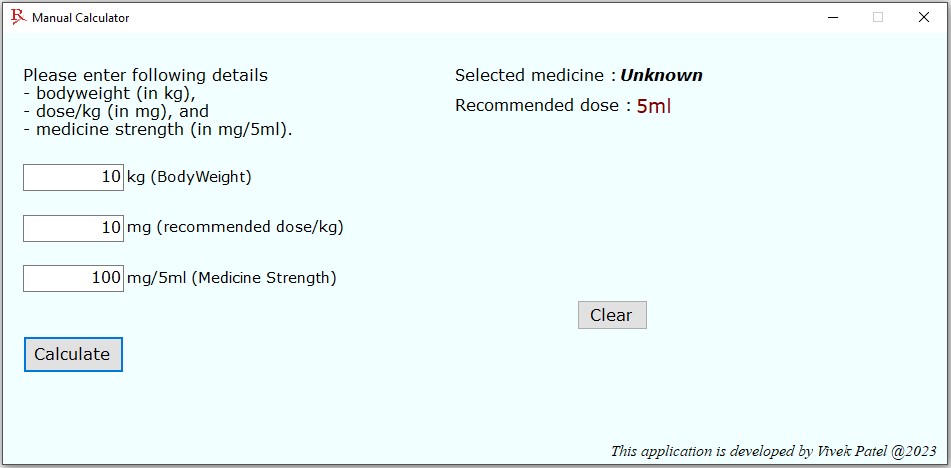 Manual Calculator
Please enter following details
- bodyweight (in kg),
- dose/kg (in mg), and
- medicine strength (in mg/5ml).
10 kg (BodyWeight)
10 mg (recommended dose/kg)
100 mg/5ml (Medicine Strength)
Calculate
Selected medicine : Unknown
Recommended dose : 5ml
Clear
This application is developed by Vivek Patel @2023